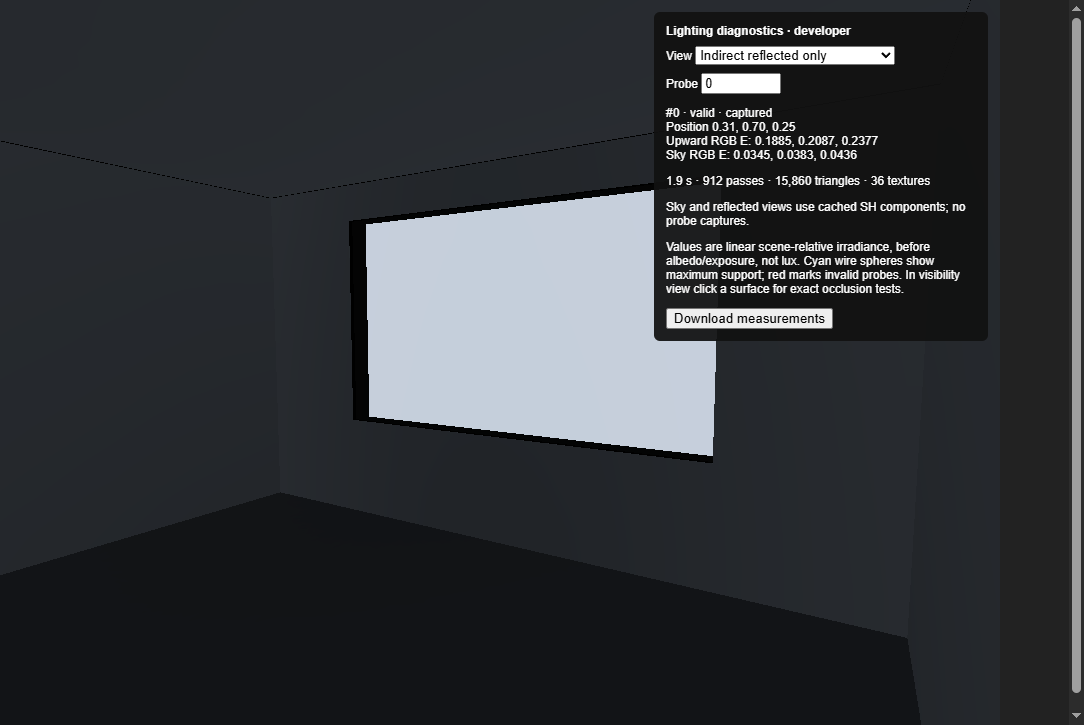 Lighting diagnostics · developer
View Indirect reflected only
Probe 0
#0 · valid · captured
Position 0.31, 0.70, 0.25
Upward RGB E: 0.1885, 0.2087, 0.2377
Sky RGB E: 0.0345, 0.0383, 0.0436
1.9 s · 912 passes · 15,860 triangles · 36 textures
Sky and reflected views use cached SH components; no
probe captures.
Values are linear scene-relative irradiance, before
albedo/exposure, not lux. Cyan wire spheres show
maximum support; red marks invalid probes. In visibility
view click a surface for exact occlusion tests.
Download measurements